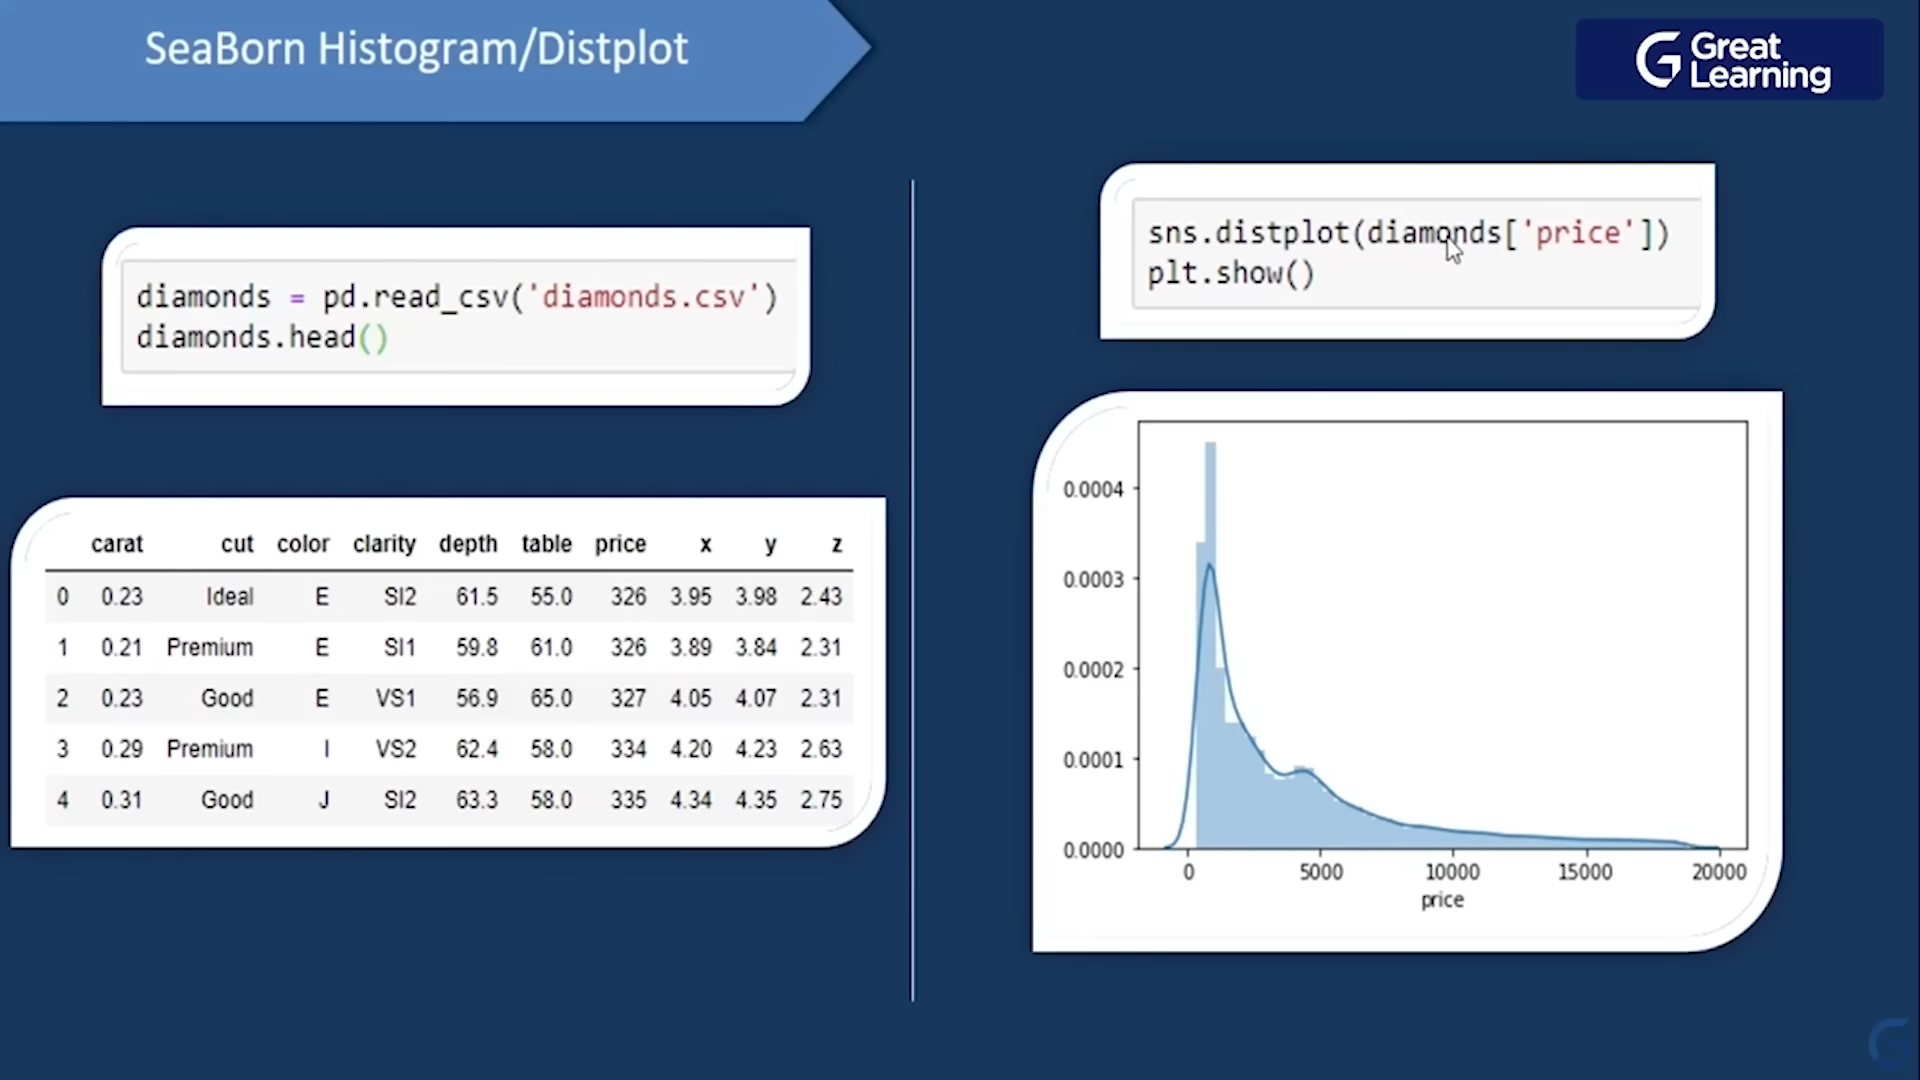 SeaBorn Histogram/Distplot
Great
Learning
diamonds = pd.read_csv('diamonds.csv')
diamonds.head()
carat cut color clarity depth table price x y z
0 0.23 Ideal E SI2 61.5 55.0 326 3.95 3.98 2.43
1 0.21 Premium E SI1 59.8 61.0 326 3.89 3.84 2.31
2 0.23 Good E VS1 56.9 65.0 327 4.05 4.07 2.31
3 0.29 Premium I VS2 62.4 58.0 334 4.20 4.23 2.63
4 0.31 Good J SI2 63.3 58.0 335 4.34 4.35 2.75
sns.distplot(diamonds['price'])
plt.show()
0.0004
0.0003
0.0002
0.0001
0.0000
0 5000 10000 15000 20000
price